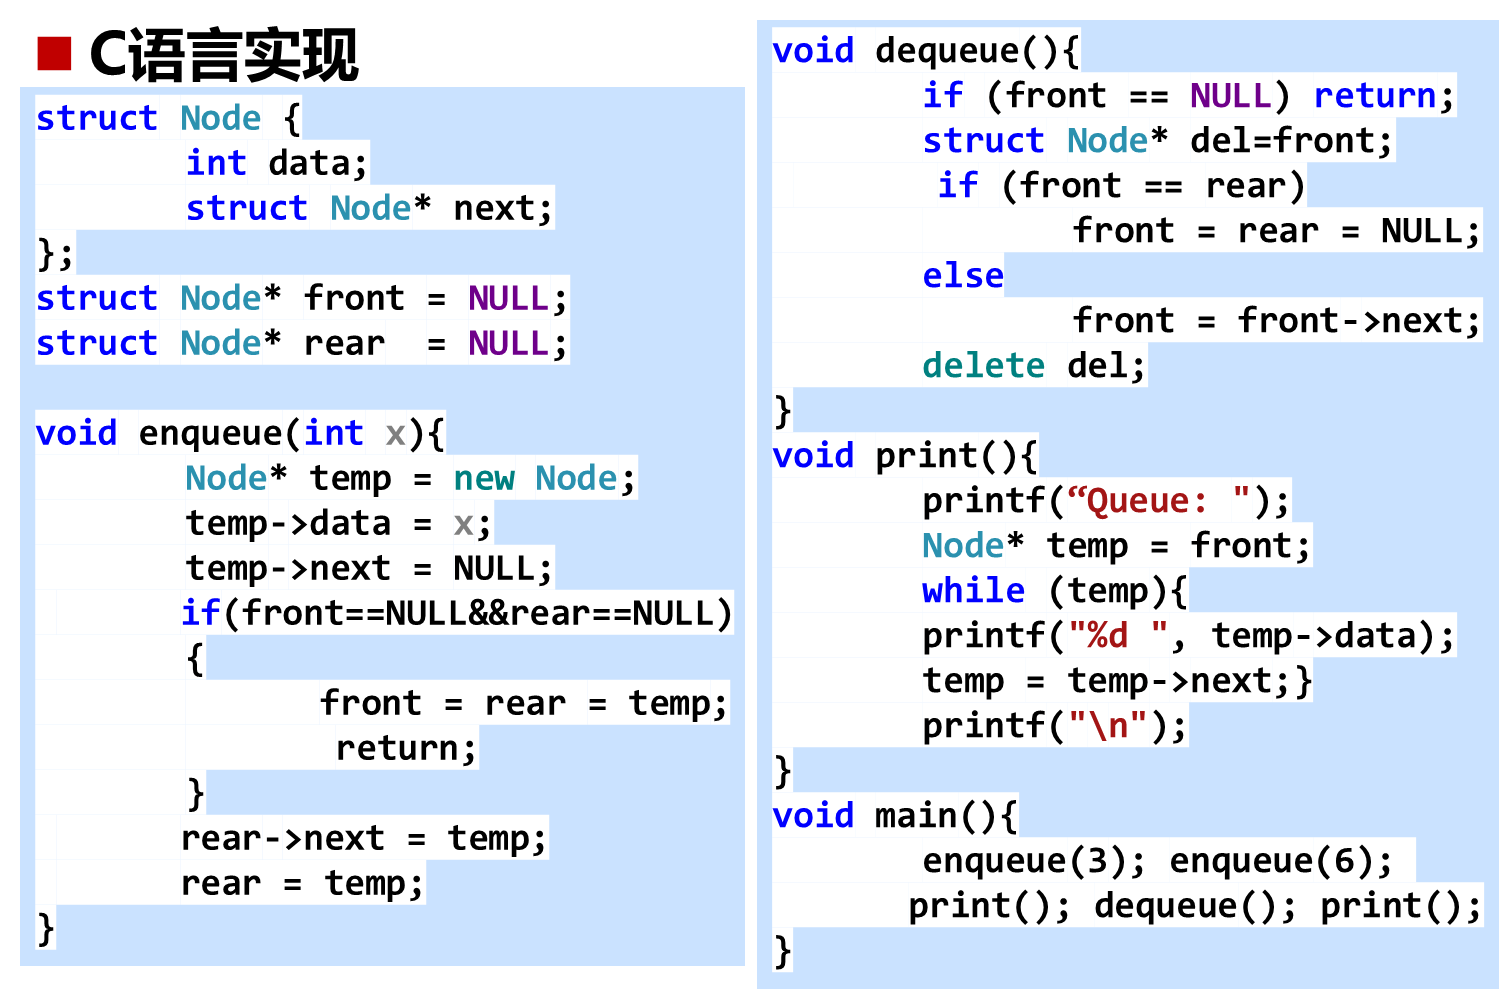 C语言实现
struct Node {
int data;
struct Node* next;
};
struct Node* front = NULL;
struct Node* rear  = NULL;
void enqueue(int x){
Node* temp = new Node;
temp->data = x;
temp->next = NULL;
if(front==NULL&&rear==NULL)
{
front = rear = temp;
return;
}
rear->next = temp;
rear = temp;
}
void dequeue(){
if (front == NULL) return;
struct Node* del=front;
if (front == rear)
front = rear = NULL;
else
front = front->next;
delete del;
}
void print(){
printf(“Queue: ");
Node* temp = front;
while (temp){
printf("%d ", temp->data);
temp = temp->next;}
printf("\n");
}
void main(){
enqueue(3); enqueue(6);
print(); dequeue(); print();
}